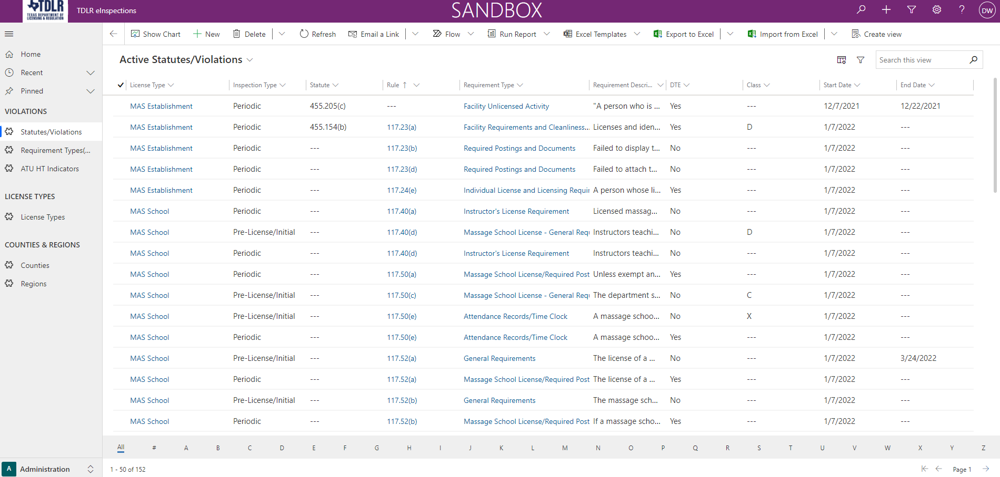 TDLR
TEXAS DEPARTMENT OF
LICENSING & REGULATION
TDLR eInspections
SANDBOX
DW
Show Chart New Delete Refresh Email a Link Flow Run Report Excel Templates Export to Excel Import from Excel Create view
Home
Recent
Pinned
VIOLATIONS
Statutes/Violations
Requirement Types(...
ATU HT Indicators
LICENSE TYPES
License Types
COUNTIES & REGIONS
Counties
Regions
A Administration
Active Statutes/Violations
Search this view
License Type Inspection Type Statute Rule ↑ Requirement Type Requirement Descri... DTE Class Start Date End Date
MAS Establishment Periodic 455.205(c) --- Facility Unlicensed Activity "A person who is ... Yes --- 12/7/2021 12/22/2021
MAS Establishment Periodic 455.154(b) 117.23(a) Facility Requirements and Cleanliness... Licenses and iden... Yes D 1/7/2022 ---
MAS Establishment Periodic --- 117.23(b) Required Postings and Documents Failed to display t... No --- 1/7/2022 ---
MAS Establishment Periodic --- 117.23(d) Required Postings and Documents Failed to attach t... No --- 1/7/2022 ---
MAS Establishment Periodic --- 117.24(e) Individual License and Licensing Requir A person whose li... Yes --- 1/7/2022 ---
MAS School Periodic --- 117.40(a) Instructor's License Requirement Licensed massag... No --- 1/7/2022 ---
MAS School Pre-License/Initial --- 117.40(d) Massage School License - General Req Instructors teachi... No D 1/7/2022 ---
MAS School Periodic --- 117.40(d) Instructor's License Requirement Instructors teachi... No --- 1/7/2022 ---
MAS School Periodic --- 117.50(a) Massage School License/Required Post Unless exempt an... Yes --- 1/7/2022 ---
MAS School Pre-License/Initial --- 117.50(c) Massage School License - General Req The department s... No C 1/7/2022 ---
MAS School Pre-License/Initial --- 117.50(e) Attendance Records/Time Clock A massage schoo... No X 1/7/2022 ---
MAS School Periodic --- 117.50(e) Attendance Records/Time Clock A massage schoo... Yes --- 1/7/2022 ---
MAS School Pre-License/Initial --- 117.52(a) General Requirements The license of a ... No --- 1/7/2022 3/24/2022
MAS School Periodic --- 117.52(a) Massage School License/Required Post The license of a ... Yes --- 1/7/2022 ---
MAS School Pre-License/Initial --- 117.52(b) General Requirements The massage sch... No --- 1/7/2022 ---
MAS School Periodic --- 117.52(b) Massage School License/Required Post If a massage scho... Yes --- 1/7/2022 ---
All # A B C D E F G H I J K L M N O P Q R S T U V W X Y Z
1 - 50 of 152
Page 1